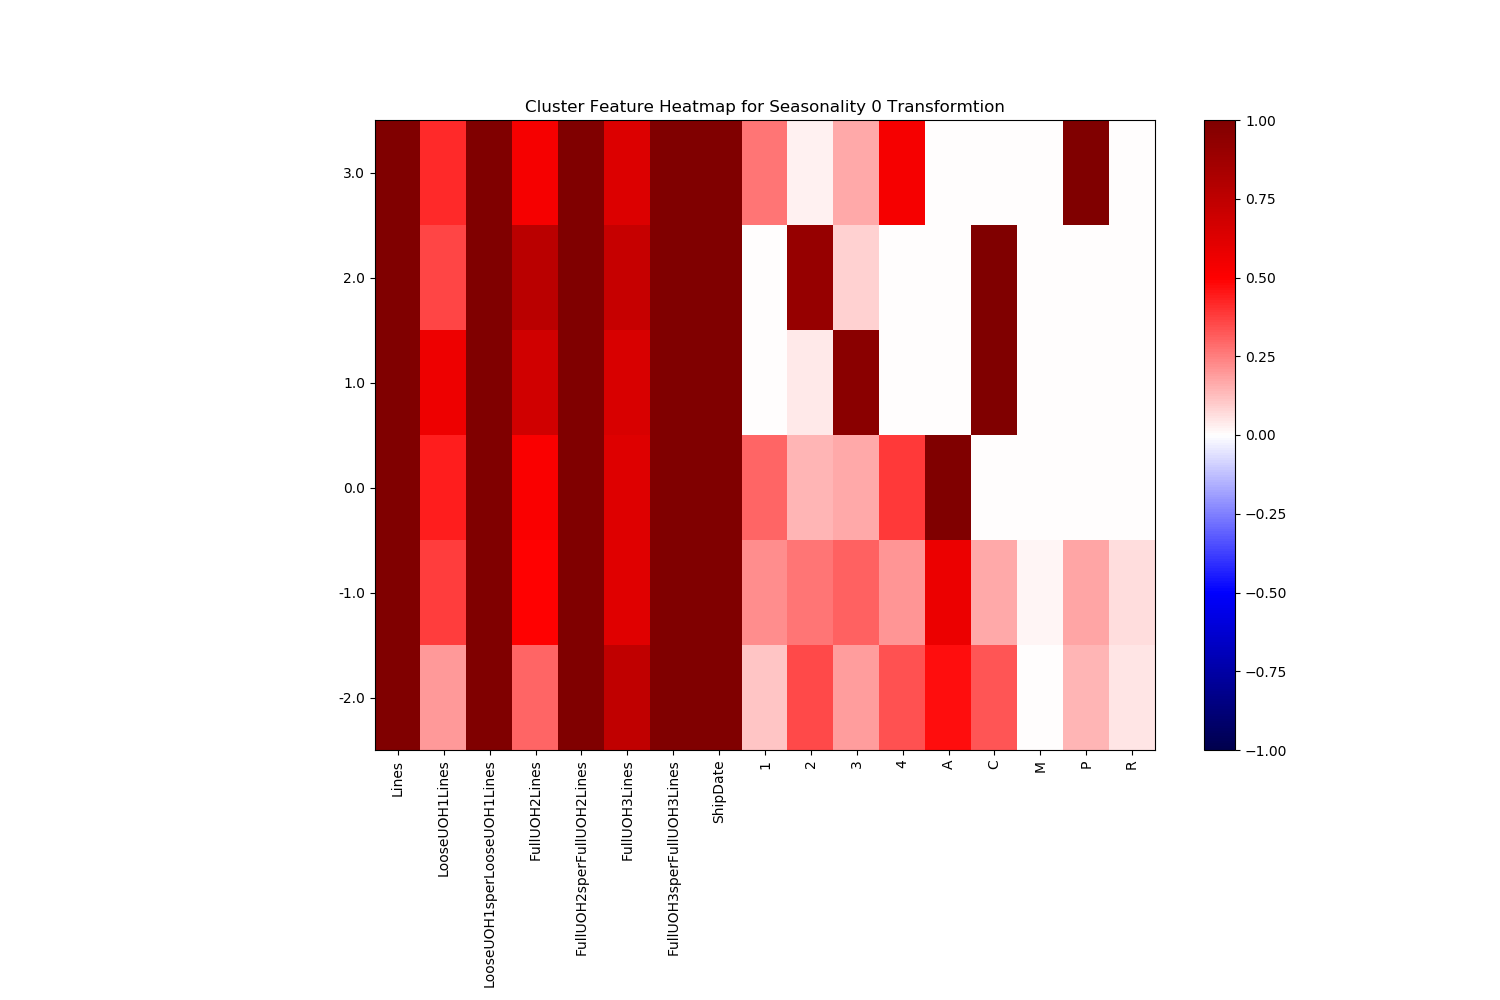 Cluster Feature Heatmap for Seasonality 0 Transformtion
3.0
2.0
1.0
0.0
-1.0
-2.0
Lines
LooseUOH1Lines
LooseUOH1sperLooseUOH1Lines
FullUOH2Lines
FullUOH2sperFullUOH2Lines
FullUOH3Lines
FullUOH3sperFullUOH3Lines
ShipDate
1
2
3
4
A
C
M
P
R
1.00
0.75
0.50
0.25
0.00
−0.25
−0.50
−0.75
−1.00